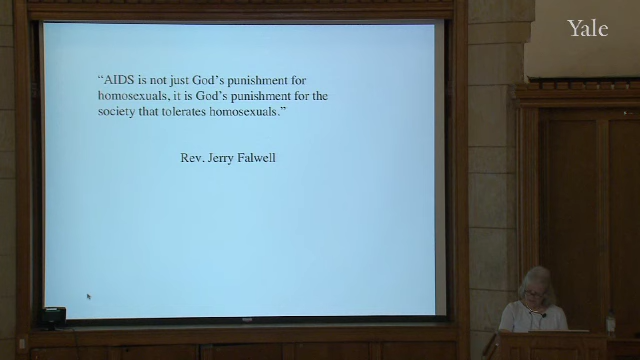 Yale
“AIDS is not just God’s punishment for
homosexuals, it is God’s punishment for the
society that tolerates homosexuals.”
Rev. Jerry Falwell